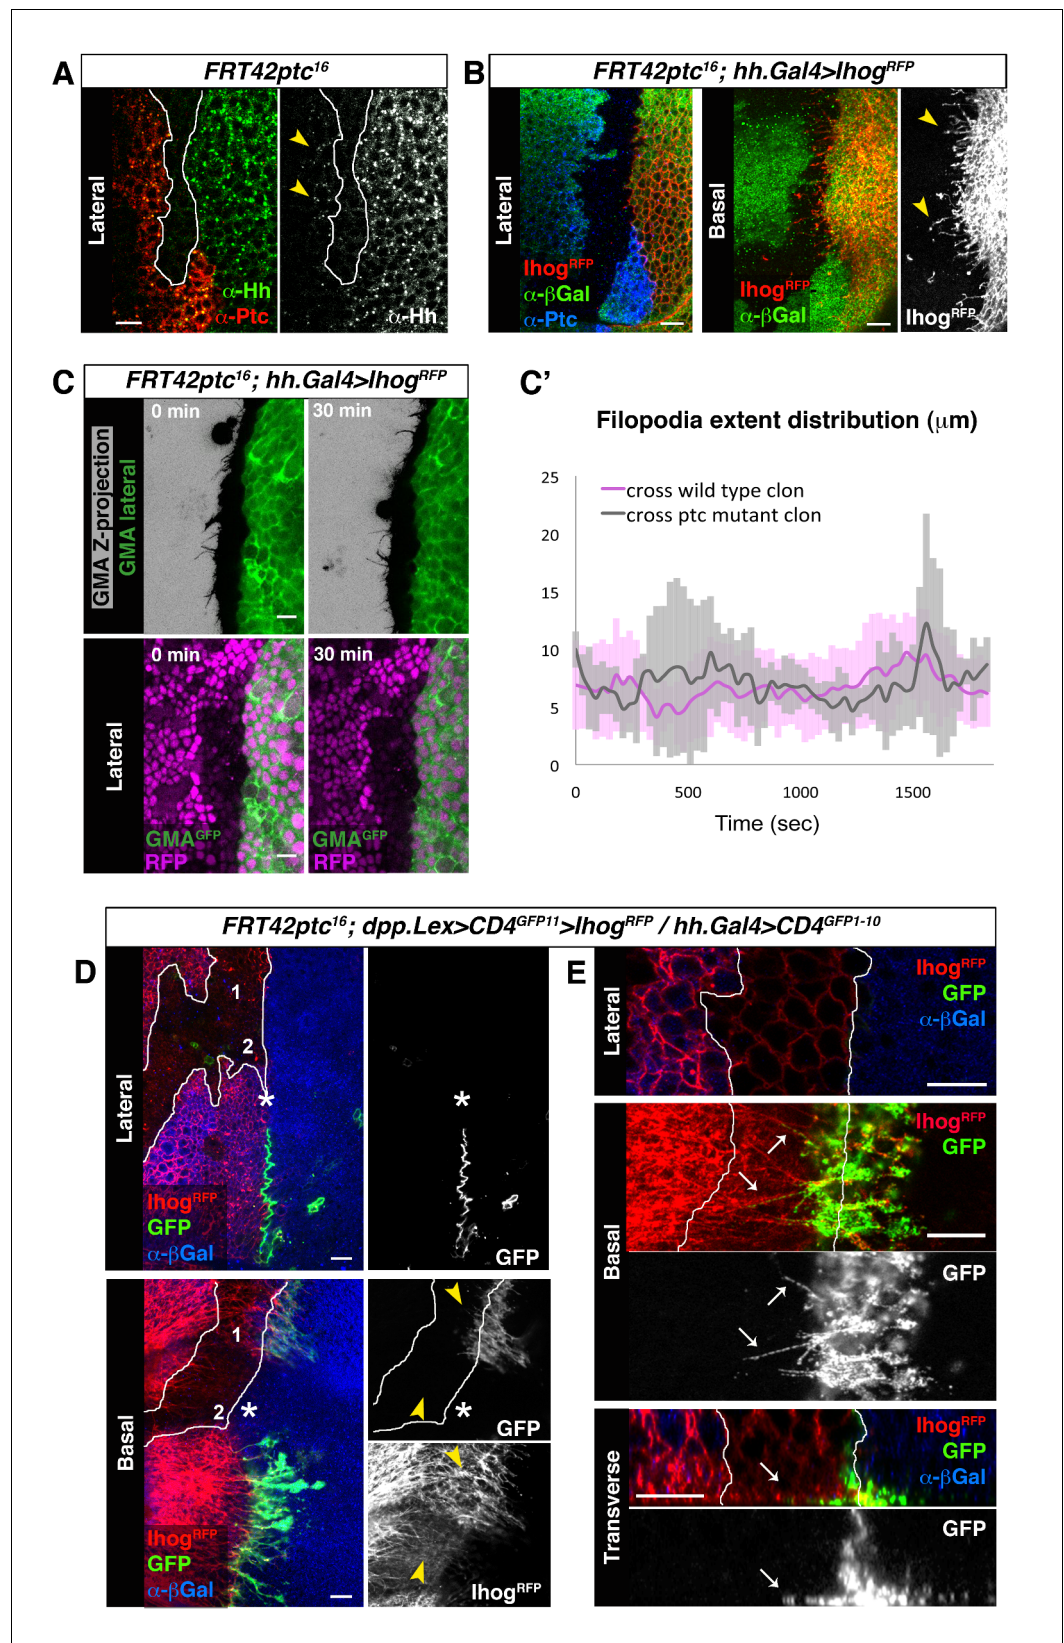 A
FRT42ptc16
Lateral
α-Hh
α-Ptc
α-Hh
B
FRT42ptc16; hh.Gal4>IhogRFP
Lateral
IhogRFP
α-βGal
α-Ptc
Basal
IhogRFP
α-βGal
IhogRFP
C
FRT42ptc16; hh.Gal4>IhogRFP
GMA Z-projection
GMA lateral
0 min
30 min
Lateral
0 min
30 min
GMAGFP
RFP
GMAGFP
RFP
C'
Filopodia extent distribution (μm)
cross wild type clon
cross ptc mutant clon
25
20
15
10
5
0
0
500
1000
1500
Time (sec)
FRT42ptc16; dpp.Lex>CD4GFP11>IhogRFP / hh.Gal4>CD4GFP1-10
D
Lateral
1
2
*
IhogRFP
GFP
α-βGal
*
GFP
Basal
1
2
*
IhogRFP
GFP
α-βGal
*
GFP
IhogRFP
E
Lateral
IhogRFP
GFP
α-βGal
Basal
IhogRFP
GFP
GFP
Transverse
IhogRFP
GFP
α-βGal
GFP